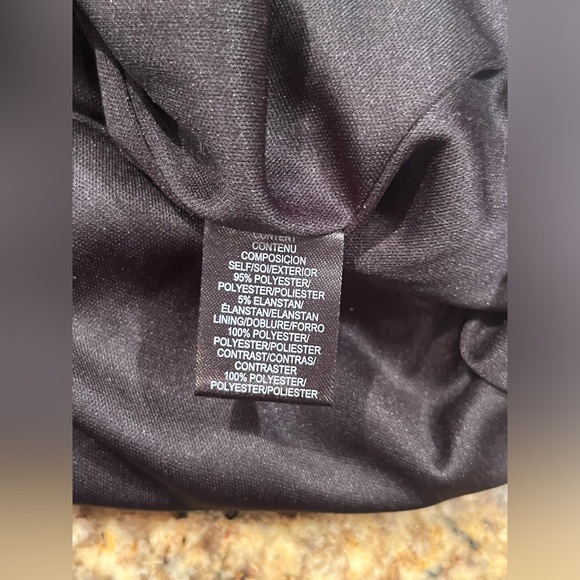 CONTENT
CONTENU
COMPOSICION
SELF/SOI/EXTERIOR
95% POLYESTER/
POLYESTER/POLIESTER
5% ELANSTAN/
ÉLANSTAN/ELANSTAN
LINING/DOBLURE/FORRO
100% POLYESTER/
POLYESTER/POLIESTER
CONTRAST/CONTRAS/
CONTRASTER
100% POLYESTER/
POLYESTER/POLIESTER